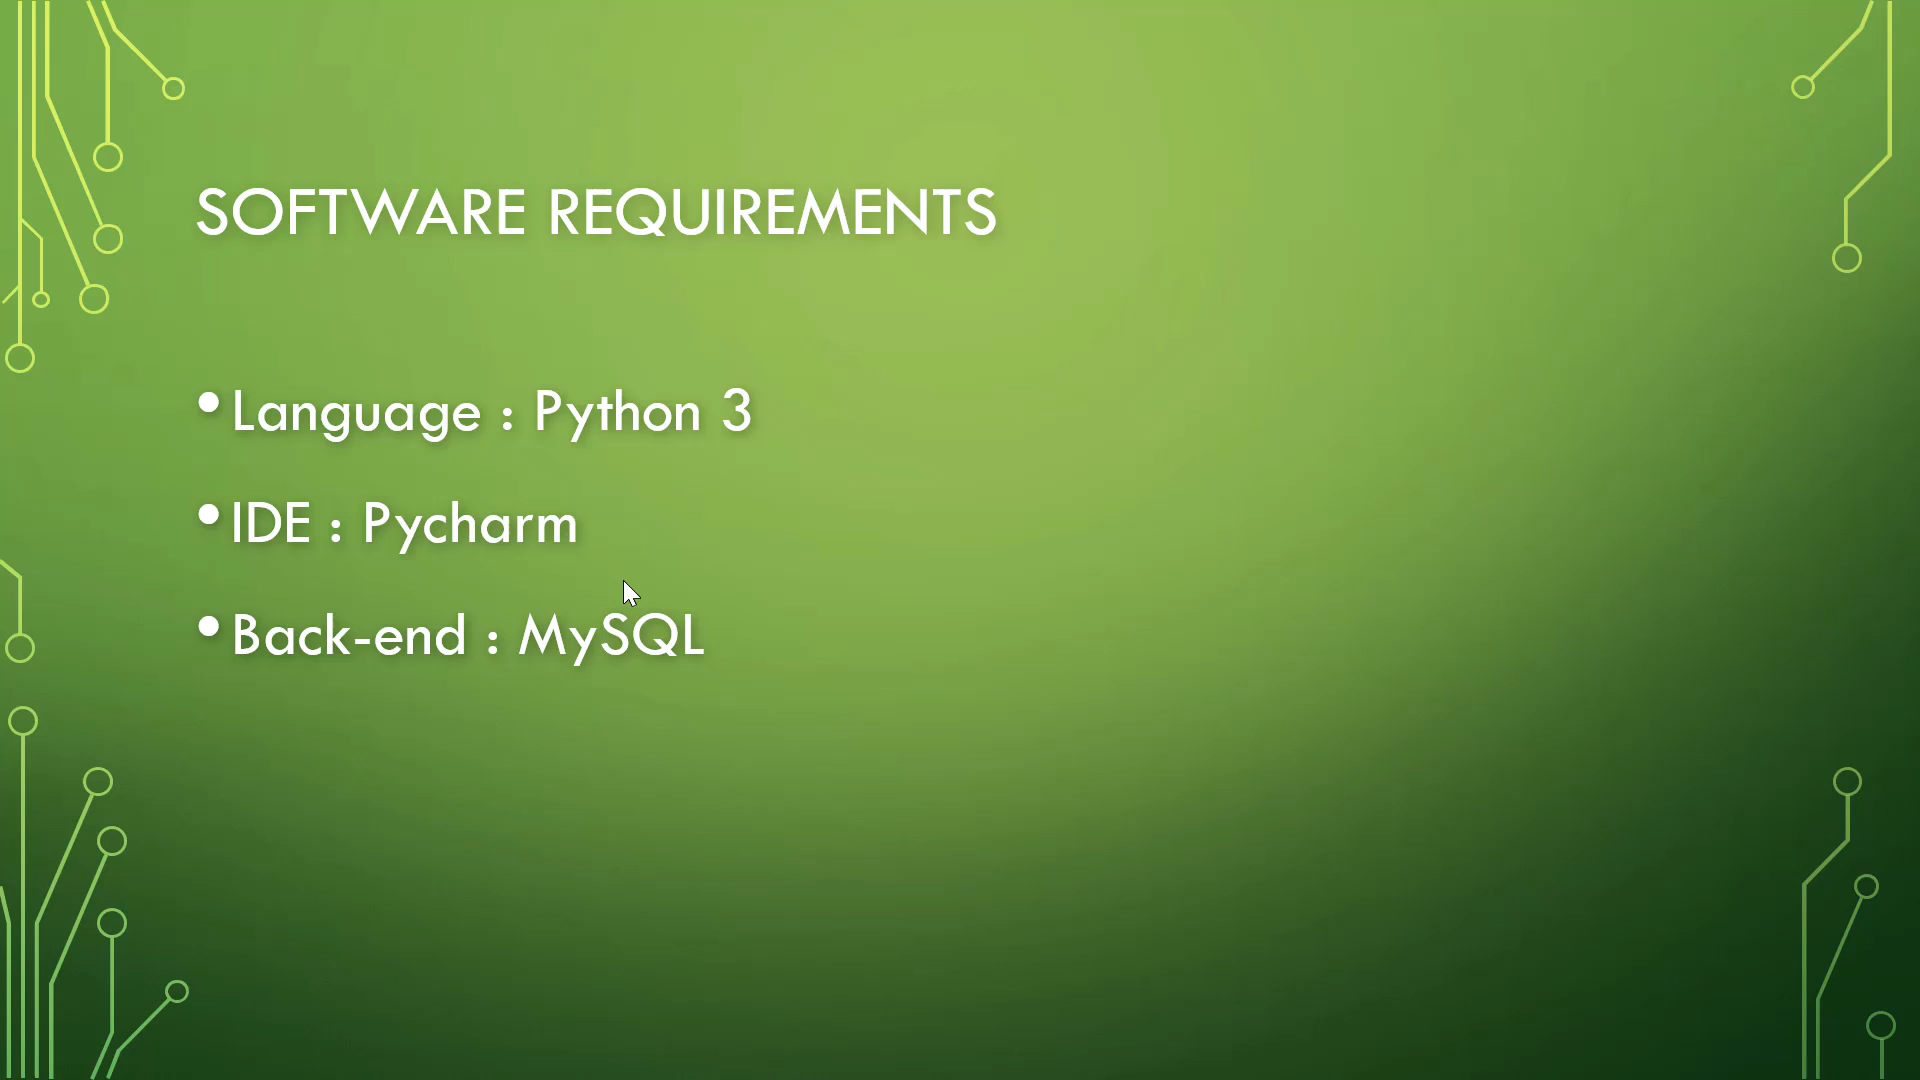 SOFTWARE REQUIREMENTS
• Language : Python 3
• IDE : Pycharm
• Back-end : MySQL